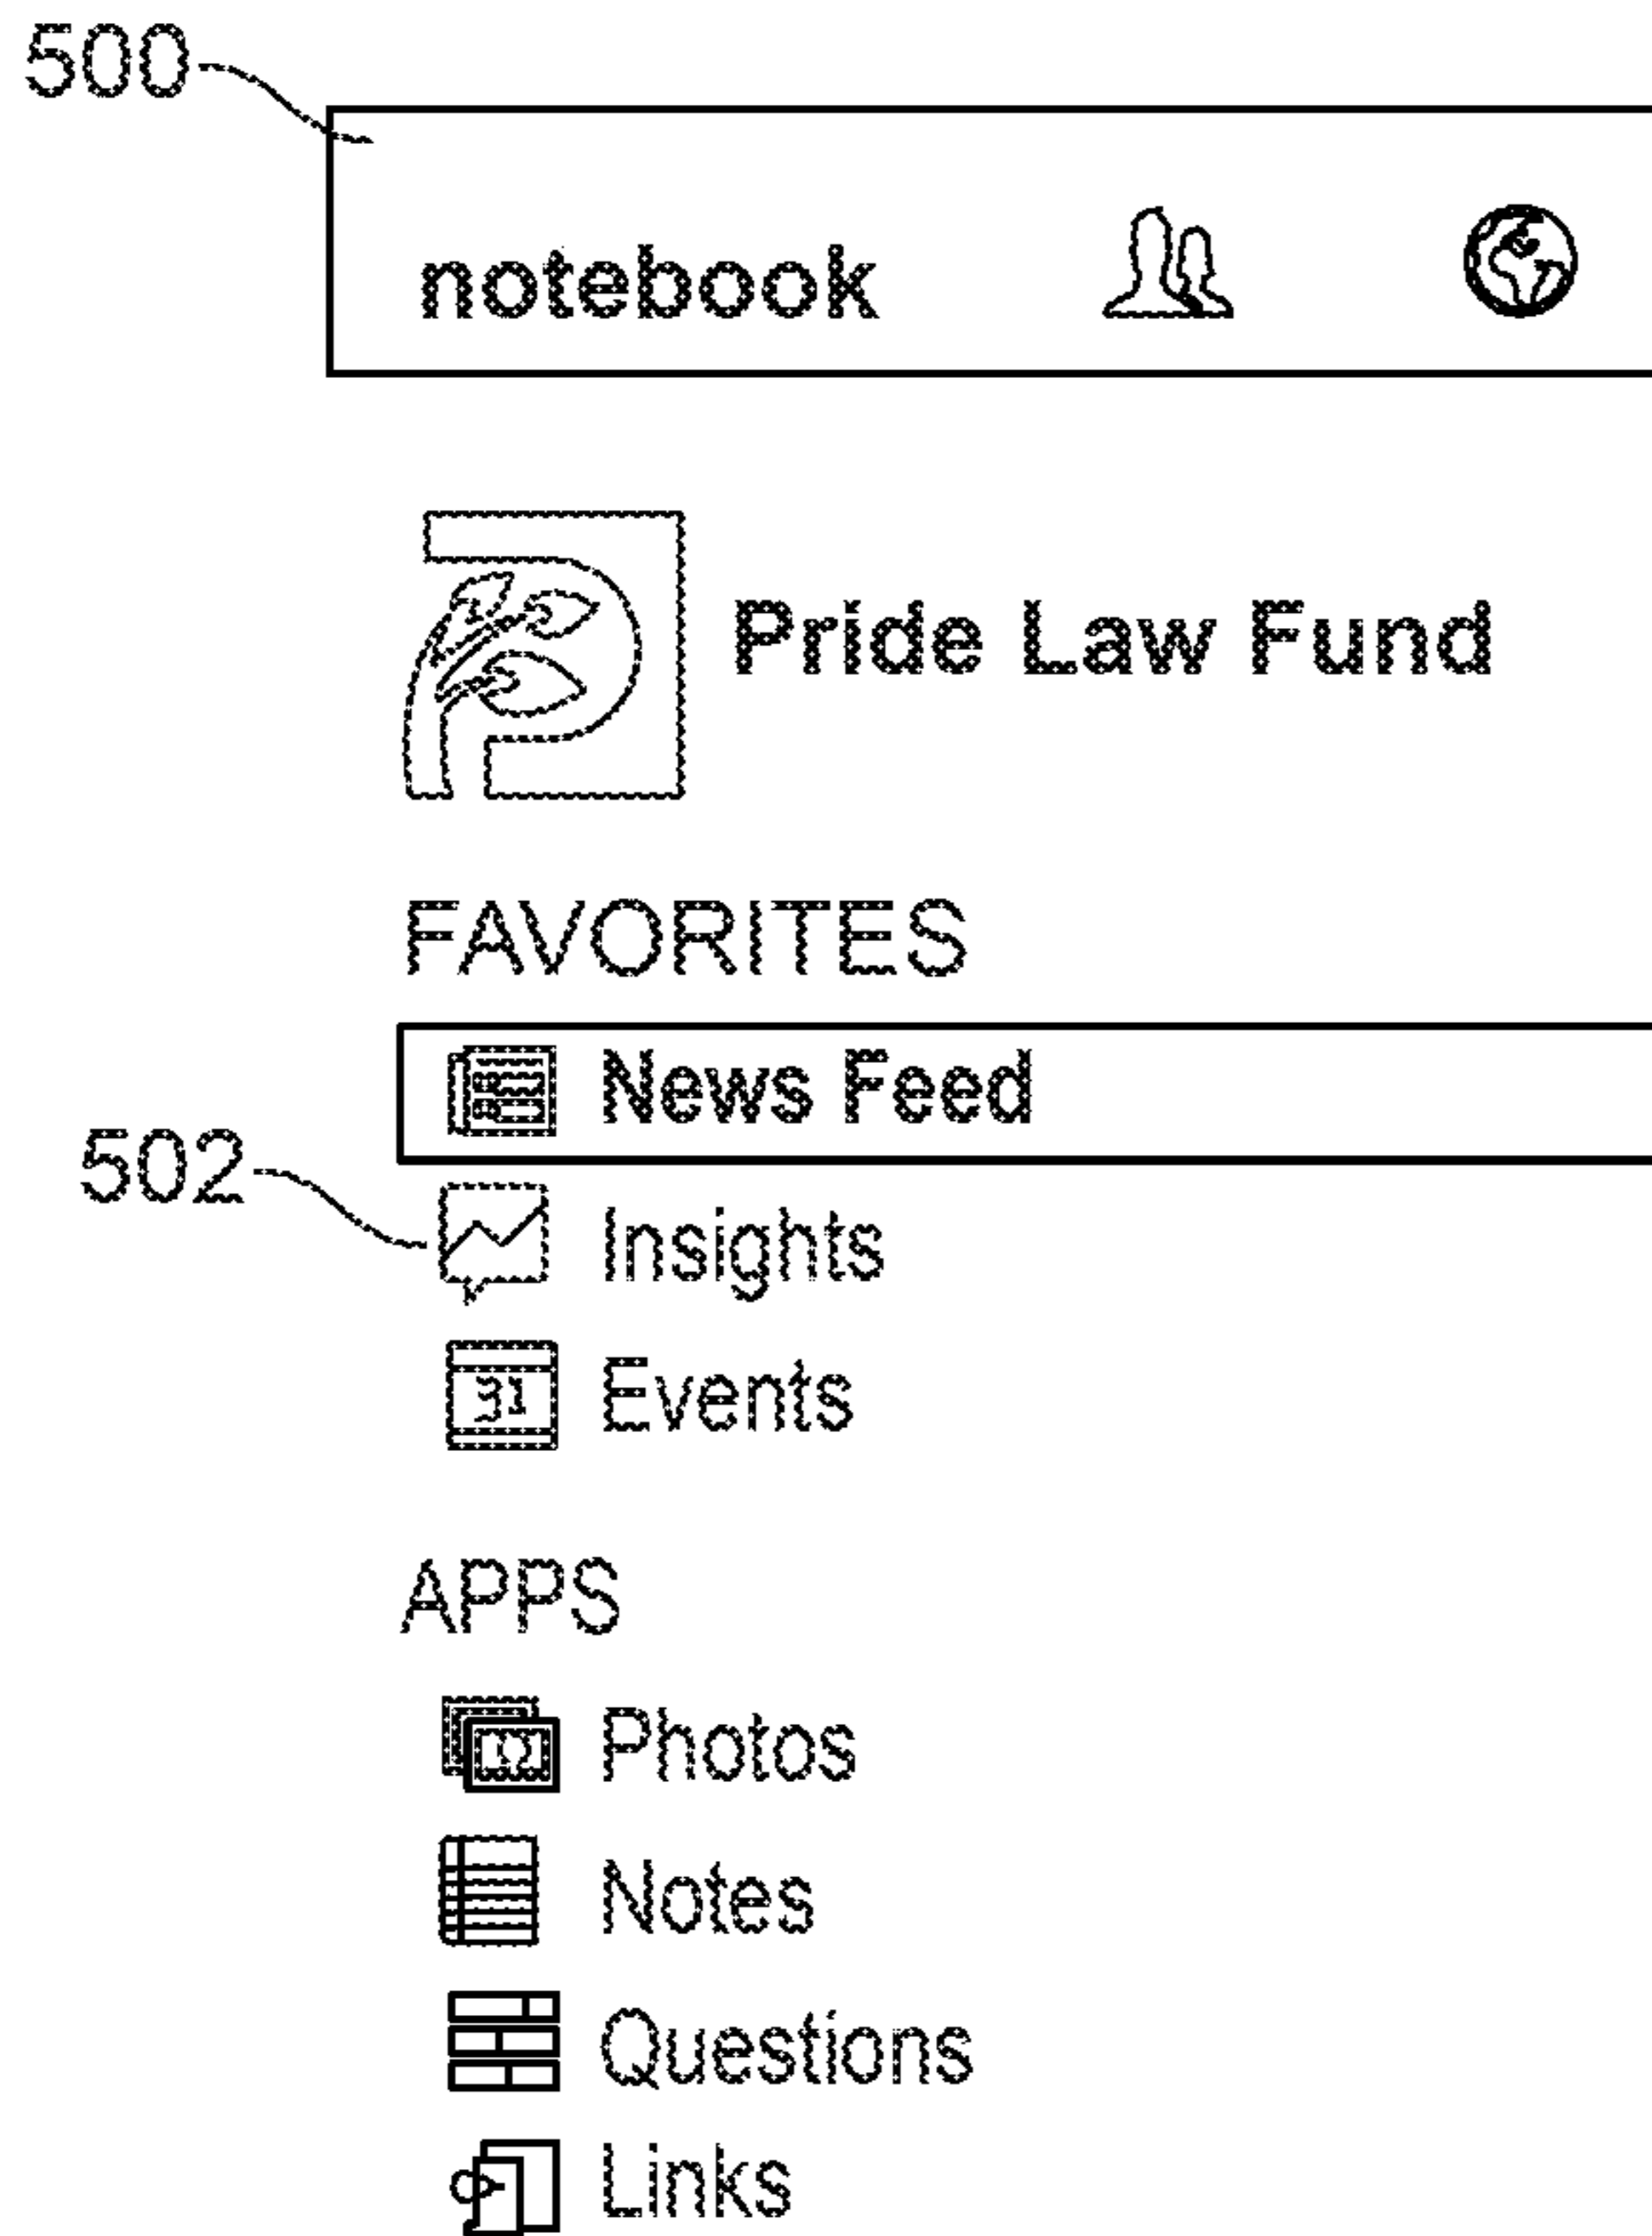 500
notebook
Pride Law Fund
FAVORITES
News Feed
502
Insights
31 Events
APPS
Photos
Notes
Questions
Links